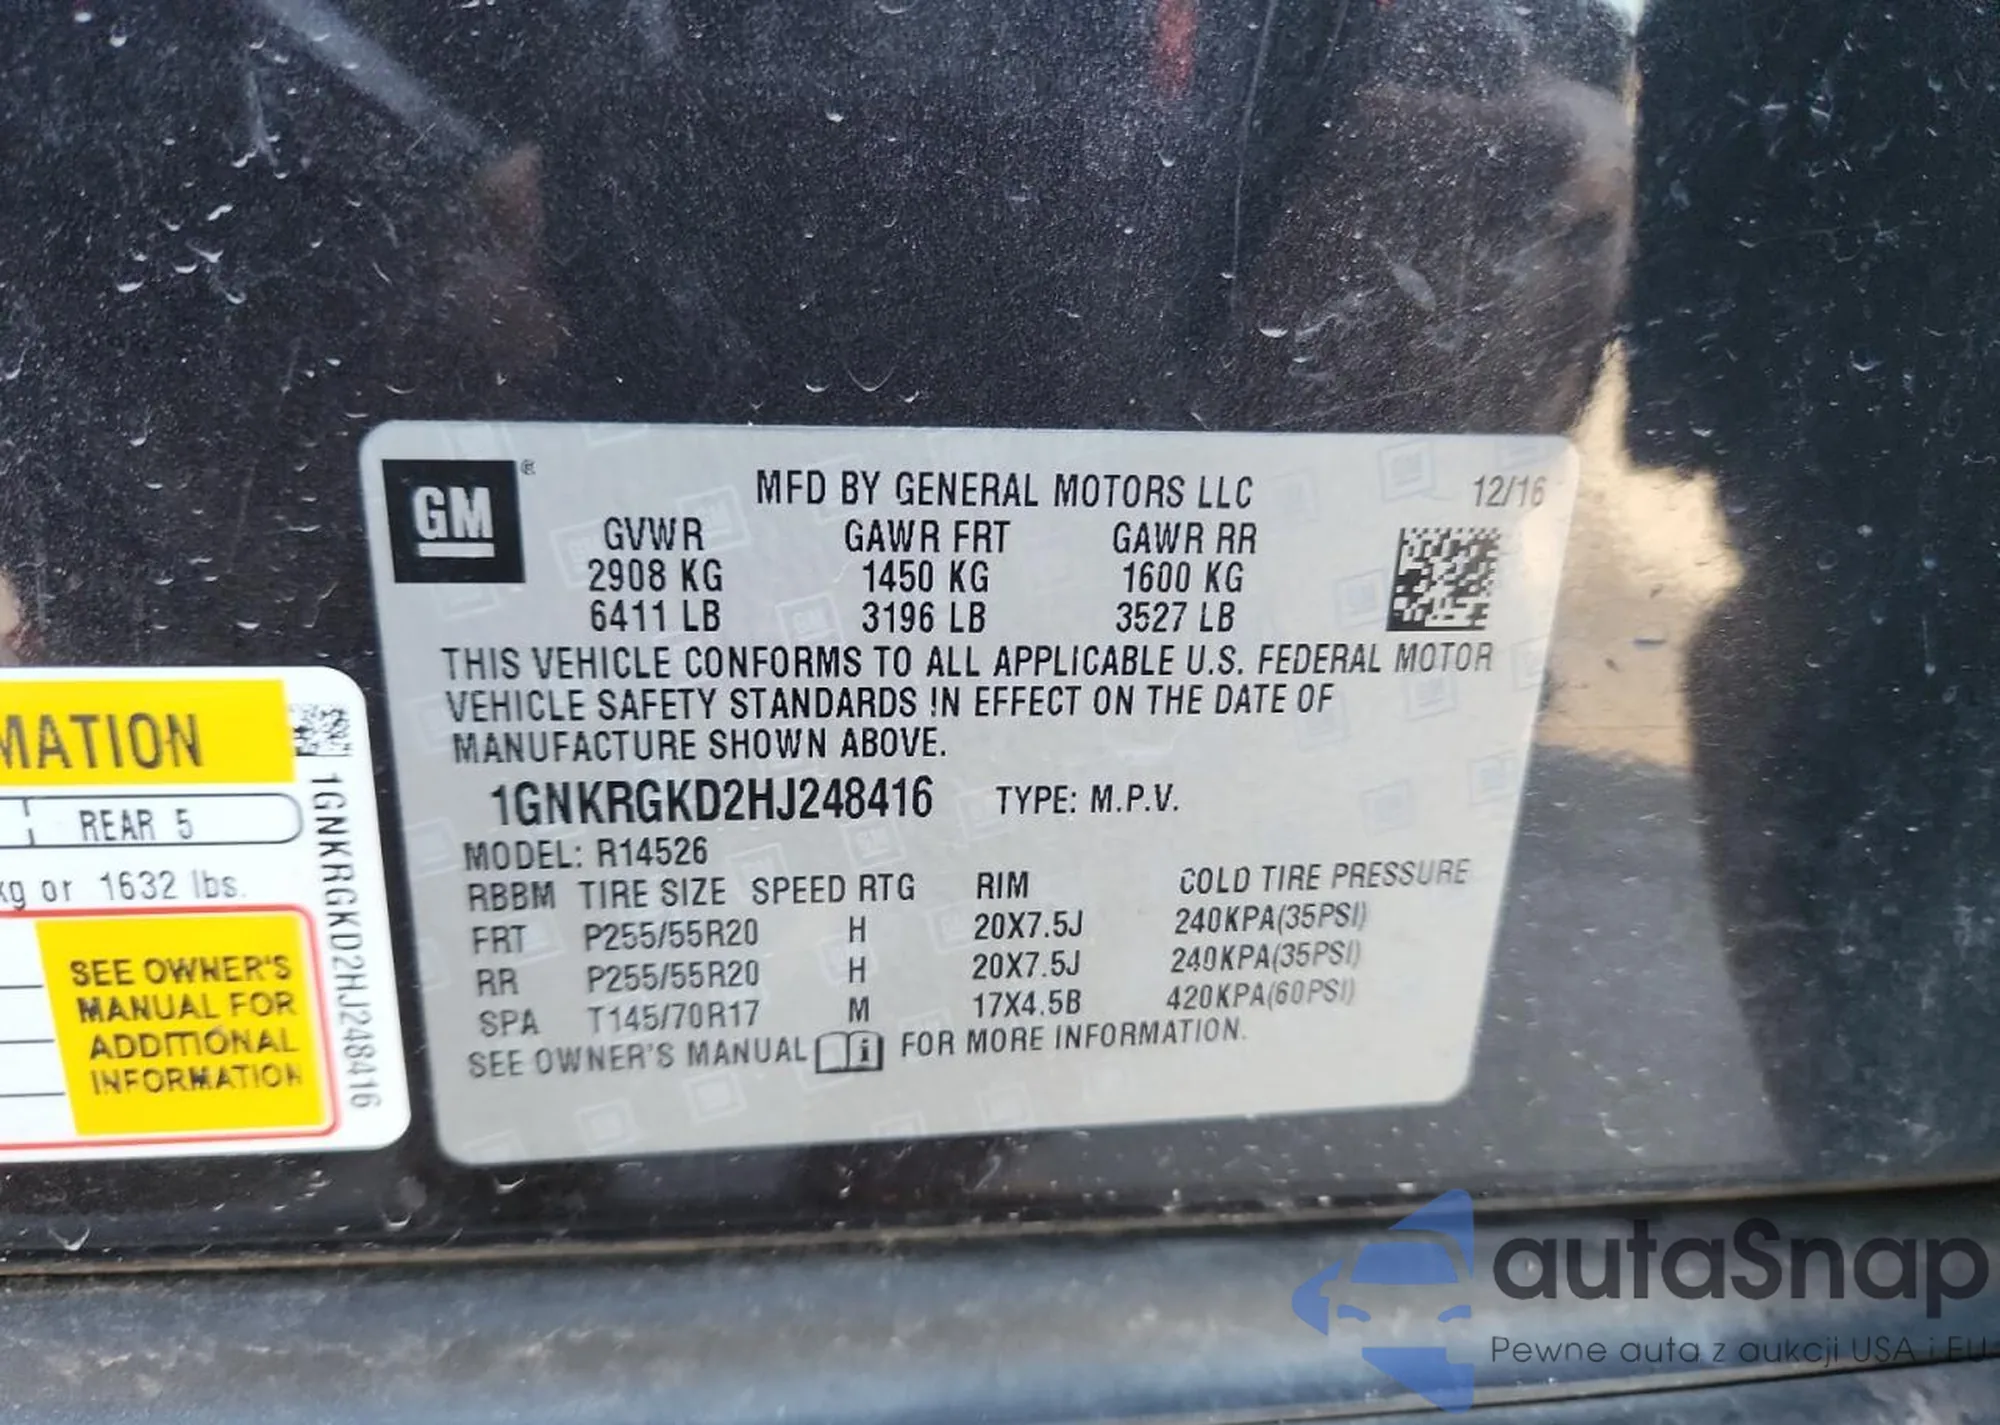 GM ®
MFD BY GENERAL MOTORS LLC 12/16
GVWR GAWR FRT GAWR RR
2908 KG 1450 KG 1600 KG
6411 LB 3196 LB 3527 LB
THIS VEHICLE CONFORMS TO ALL APPLICABLE U.S. FEDERAL MOTOR
VEHICLE SAFETY STANDARDS IN EFFECT ON THE DATE OF
MANUFACTURE SHOWN ABOVE.
1GNKRGKD2HJ248416 TYPE: M.P.V.
MODEL: R14526
RBBM TIRE SIZE SPEED RTG RIM COLD TIRE PRESSURE
FRT P255/55R20 H 20X7.5J 240KPA(35PSI)
RR P255/55R20 H 20X7.5J 240KPA(35PSI)
SPA T145/70R17 M 17X4.5B 420KPA(60PSI)
SEE OWNER'S MANUAL i FOR MORE INFORMATION.
MATION
REAR 5
kg or 1632 lbs.
SEE OWNER'S
MANUAL FOR
ADDITIONAL
INFORMATION
1GNKRGKD2HJ248416
autaSnap
Pewne auta z aukcji USA i EU